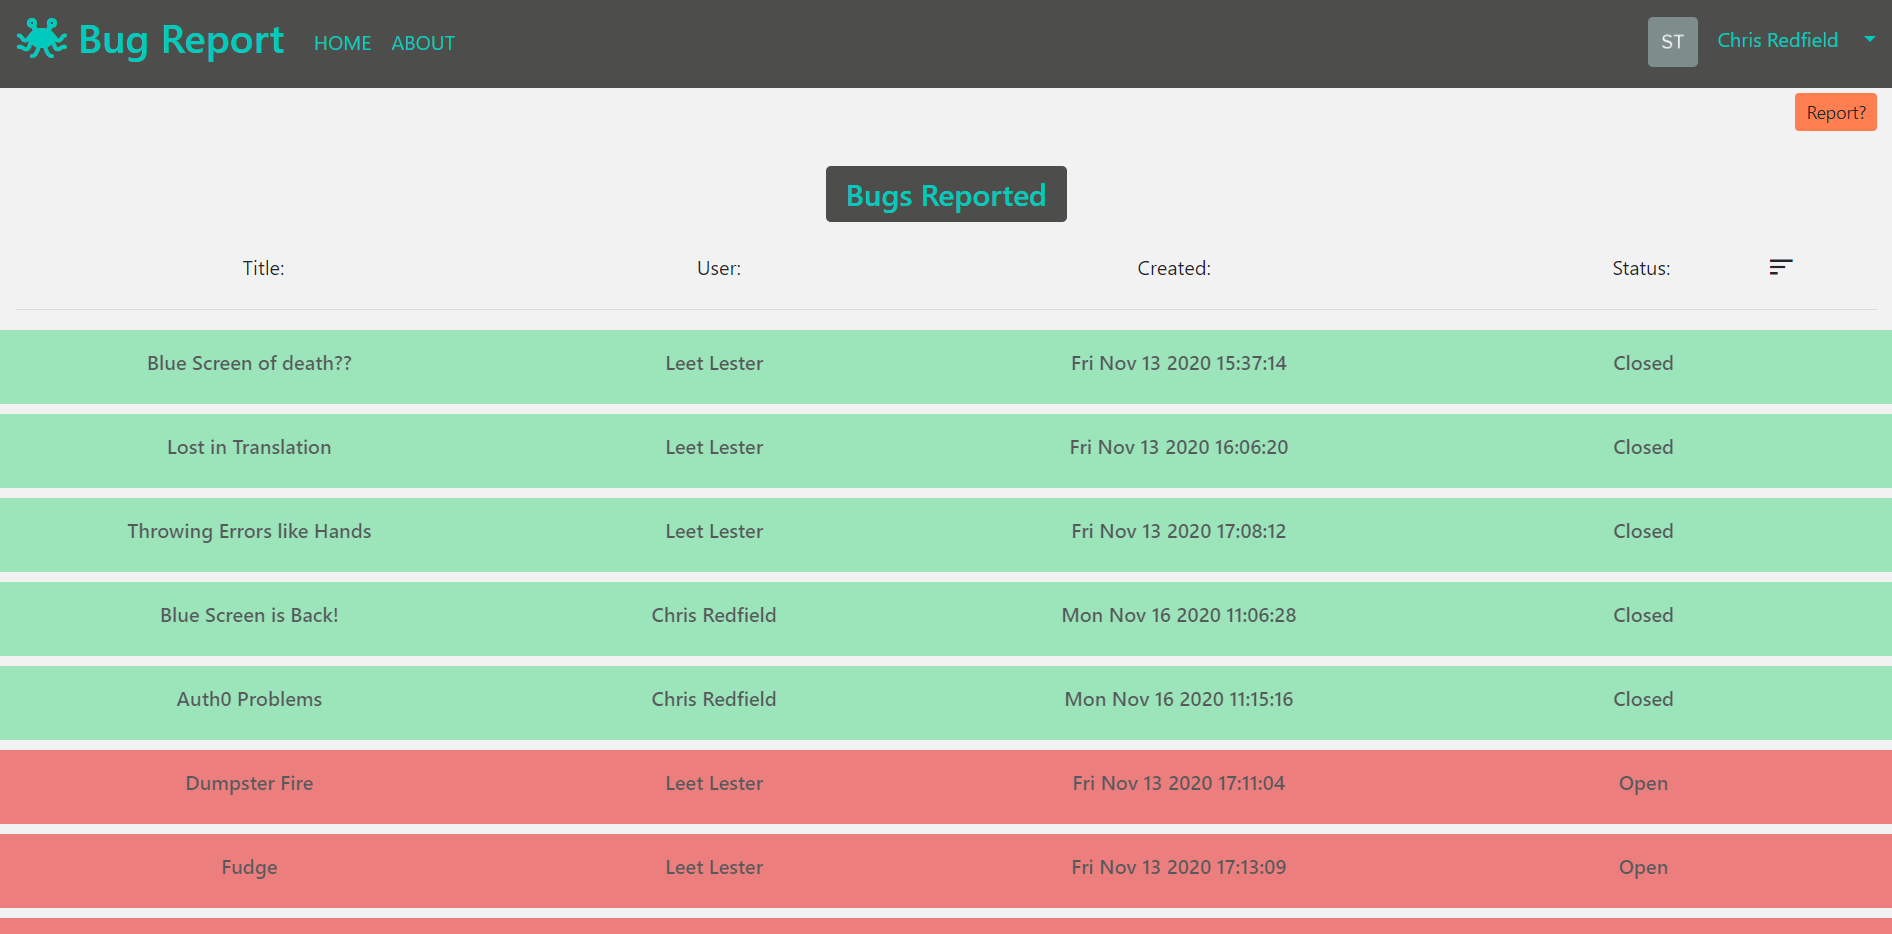 Bug Report HOME ABOUT ST Chris Redfield
Report?
Bugs Reported
Title: User: Created: Status:
Blue Screen of death?? Leet Lester Fri Nov 13 2020 15:37:14 Closed
Lost in Translation Leet Lester Fri Nov 13 2020 16:06:20 Closed
Throwing Errors like Hands Leet Lester Fri Nov 13 2020 17:08:12 Closed
Blue Screen is Back! Chris Redfield Mon Nov 16 2020 11:06:28 Closed
Auth0 Problems Chris Redfield Mon Nov 16 2020 11:15:16 Closed
Dumpster Fire Leet Lester Fri Nov 13 2020 17:11:04 Open
Fudge Leet Lester Fri Nov 13 2020 17:13:09 Open